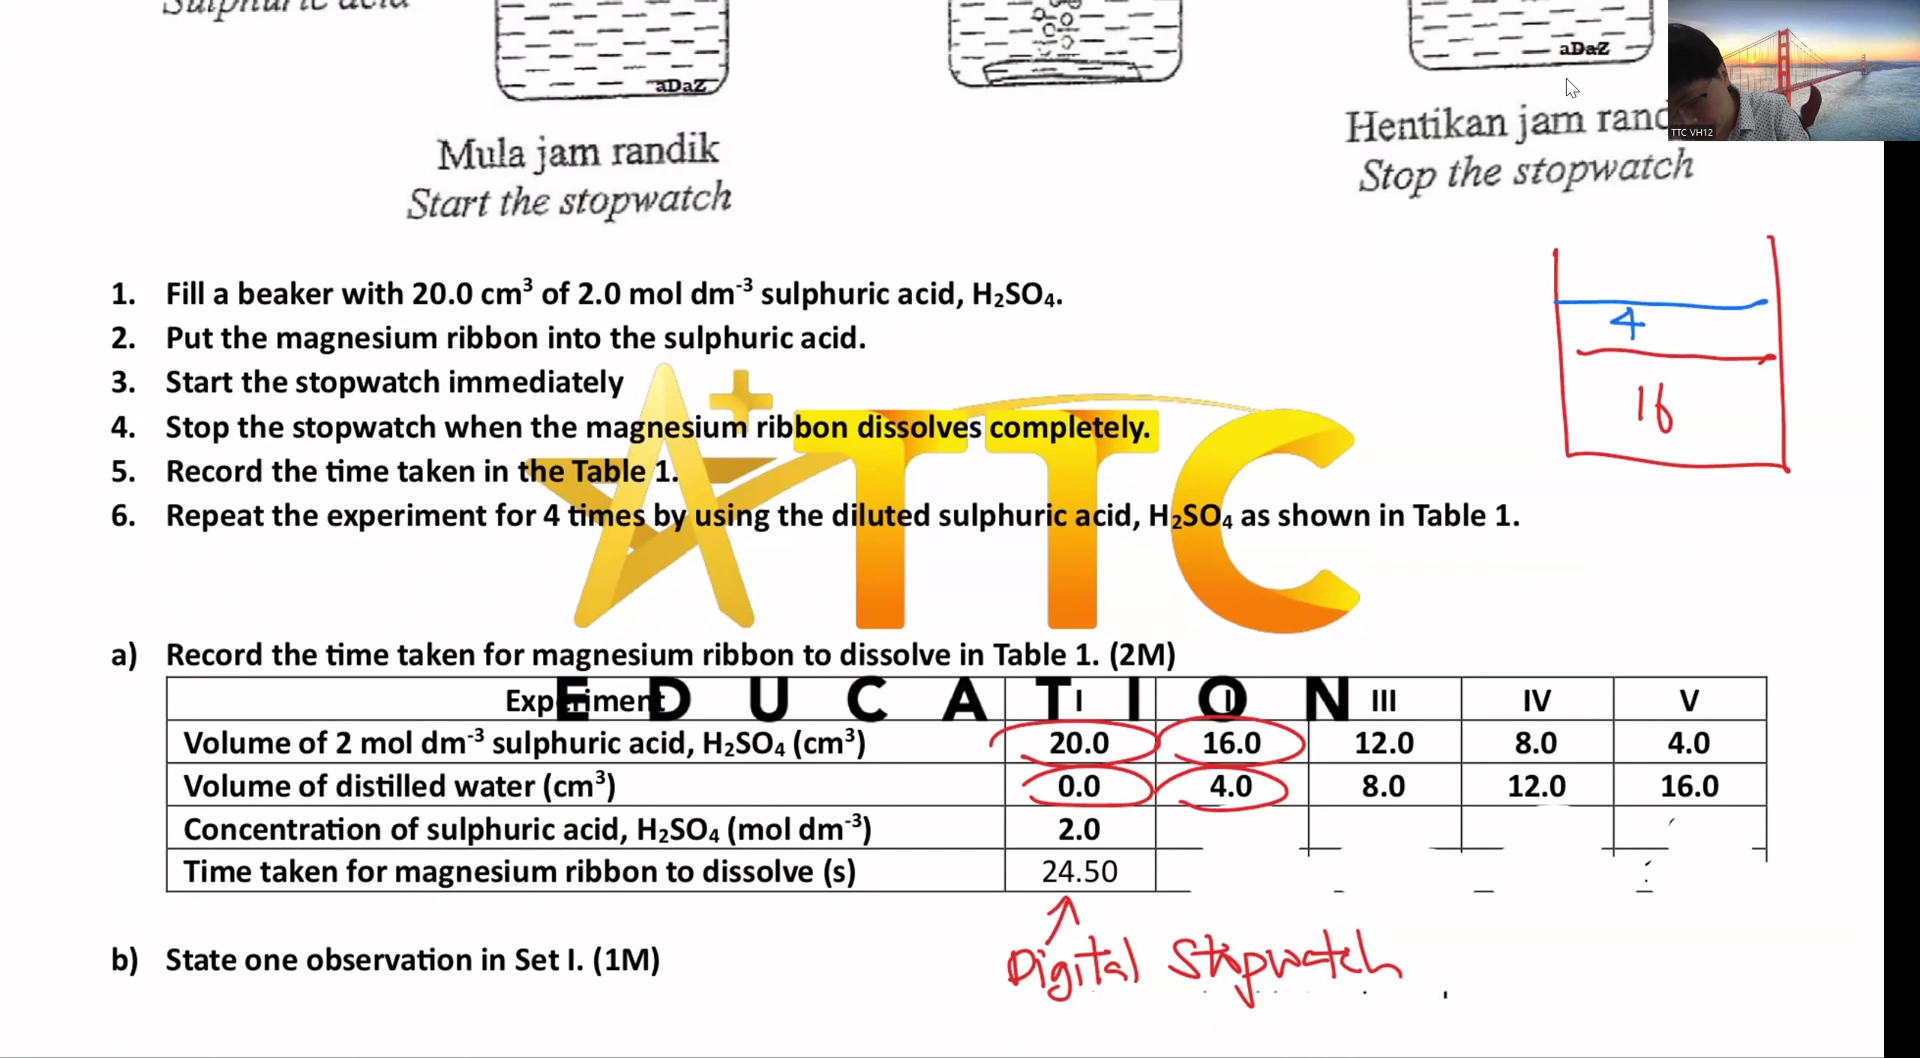 Sulphuric acid
aDaZ
aDaZ
Mula jam randik
Start the stopwatch
Hentikan jam rand
Stop the stopwatch
TTC VH12
4
16
1. Fill a beaker with 20.0 cm³ of 2.0 mol dm⁻³ sulphuric acid, H₂SO₄.
2. Put the magnesium ribbon into the sulphuric acid.
3. Start the stopwatch immediately
4. Stop the stopwatch when the magnesium ribbon dissolves completely.
5. Record the time taken in the Table 1.
6. Repeat the experiment for 4 times by using the diluted sulphuric acid, H₂SO₄ as shown in Table 1.
A+ TTC
EDUCATION
a) Record the time taken for magnesium ribbon to dissolve in Table 1. (2M)
Experiment I II III IV V
Volume of 2 mol dm⁻³ sulphuric acid, H₂SO₄ (cm³) 20.0 16.0 12.0 8.0 4.0
Volume of distilled water (cm³) 0.0 4.0 8.0 12.0 16.0
Concentration of sulphuric acid, H₂SO₄ (mol dm⁻³) 2.0
Time taken for magnesium ribbon to dissolve (s) 24.50
b) State one observation in Set I. (1M)
Digital Stopwatch